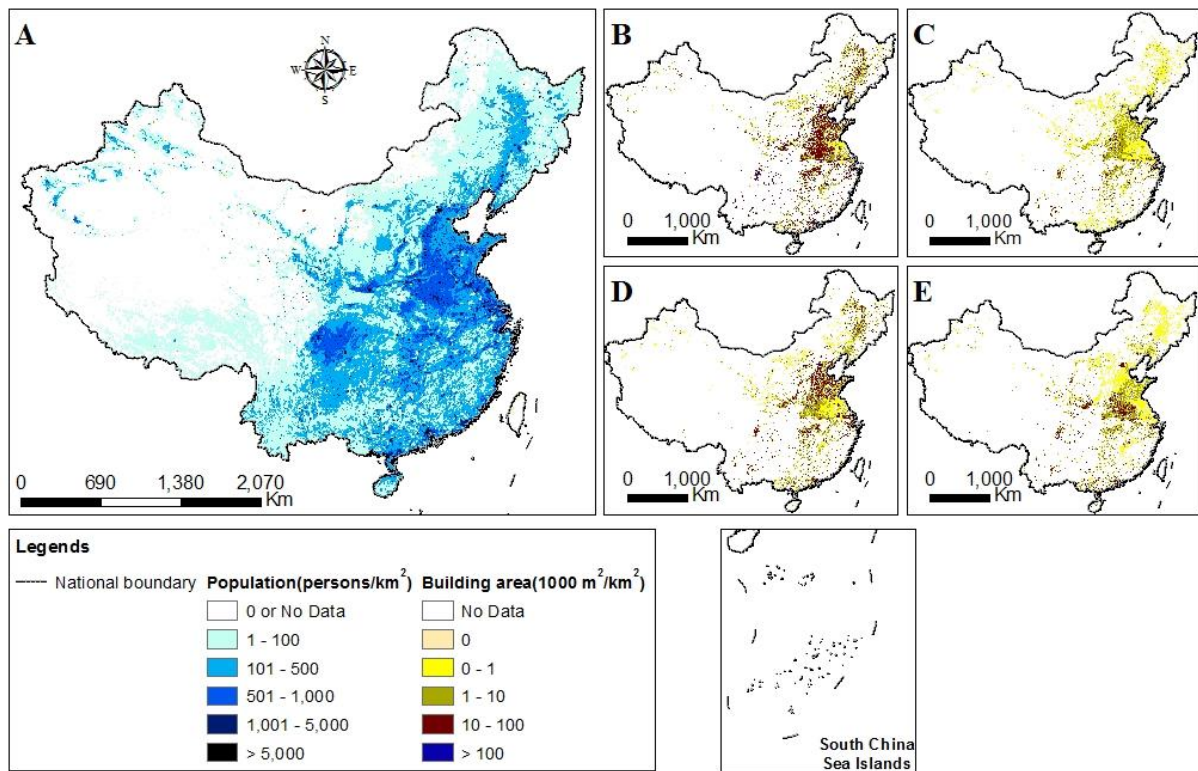 A
N
W E
S
0 690 1,380 2,070
Km
B
0 1,000
Km
C
0 1,000
Km
D
0 1,000
Km
E
0 1,000
Km
Legends
National boundary
Population(persons/km²)
0 or No Data
1 - 100
101 - 500
501 - 1,000
1,001 - 5,000
> 5,000
Building area(1000 m²/km²)
No Data
0
0 - 1
1 - 10
10 - 100
> 100
South China
Sea Islands